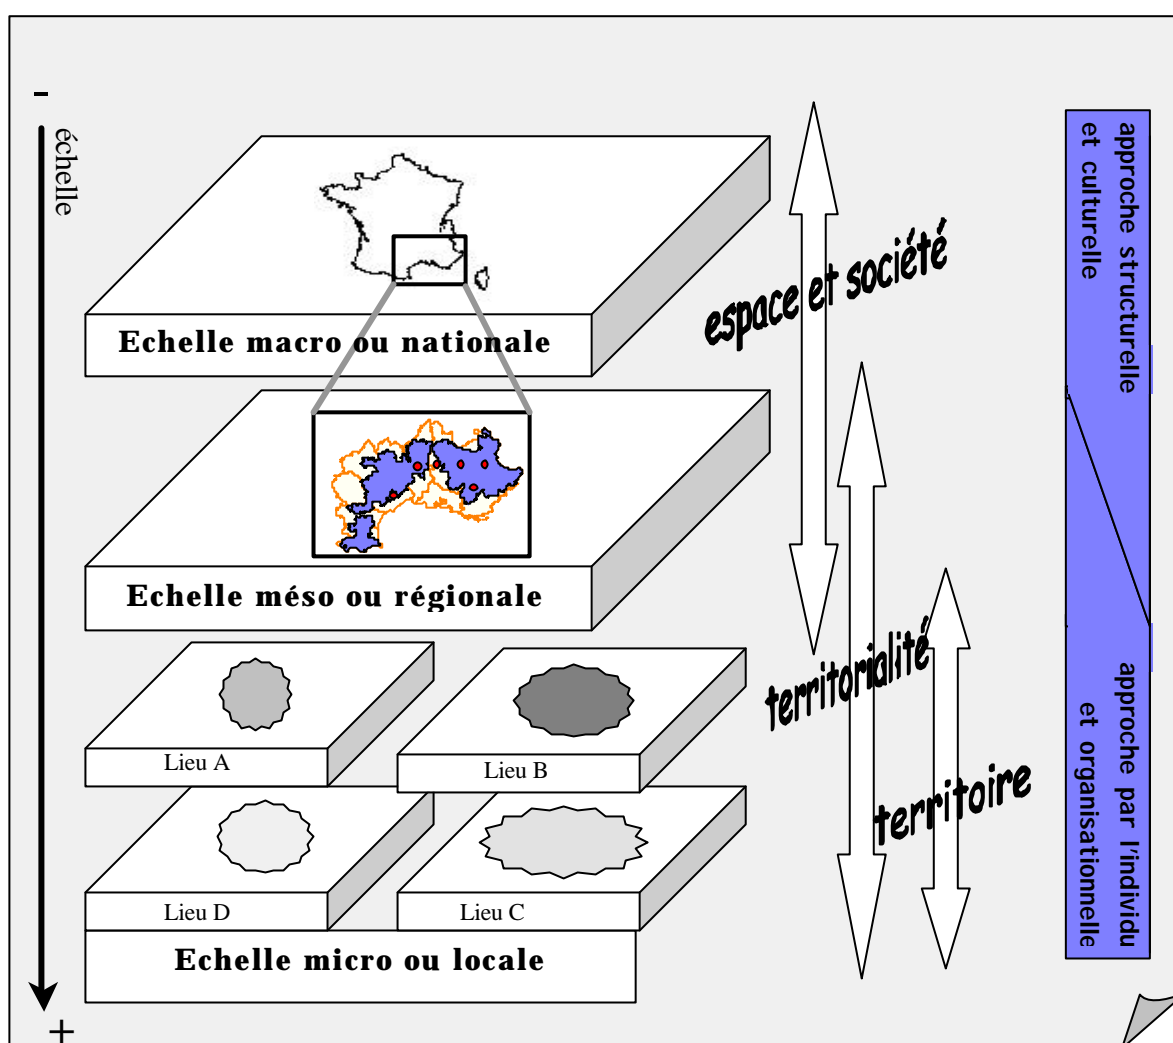 -
échelle
+
Echelle macro ou nationale
Echelle méso ou régionale
Lieu A
Lieu B
Lieu D
Lieu C
Echelle micro ou locale
espace et société
territorialité
territoire
approche structurelle
et culturelle
approche par l'individu
et organisationnelle